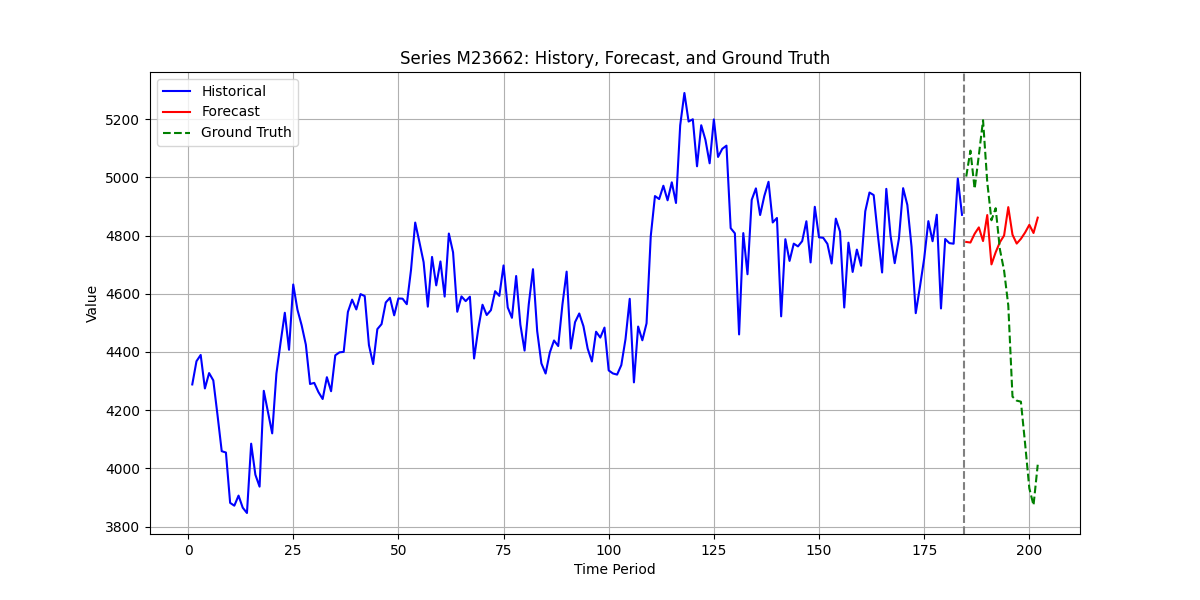 Series M23662: History, Forecast, and Ground Truth
Historical
Forecast
Ground Truth
5200
5000
4800
4600
4400
4200
4000
3800
Value
0 25 50 75 100 125 150 175 200
Time Period